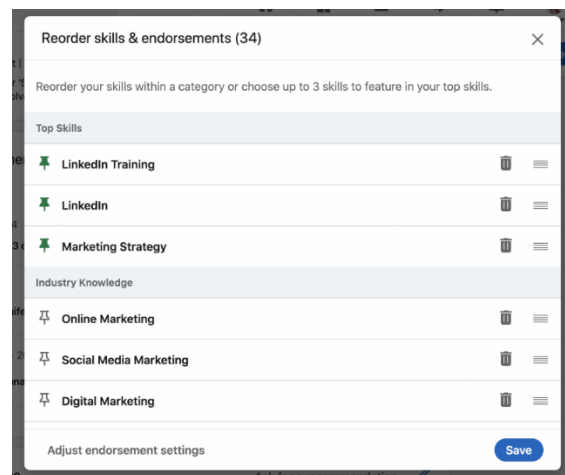 Reorder skills & endorsements (34)
Reorder your skills within a category or choose up to 3 skills to feature in your top skills.
Top Skills
LinkedIn Training
LinkedIn
Marketing Strategy
Industry Knowledge
Online Marketing
Social Media Marketing
Digital Marketing
Adjust endorsement settings
Save